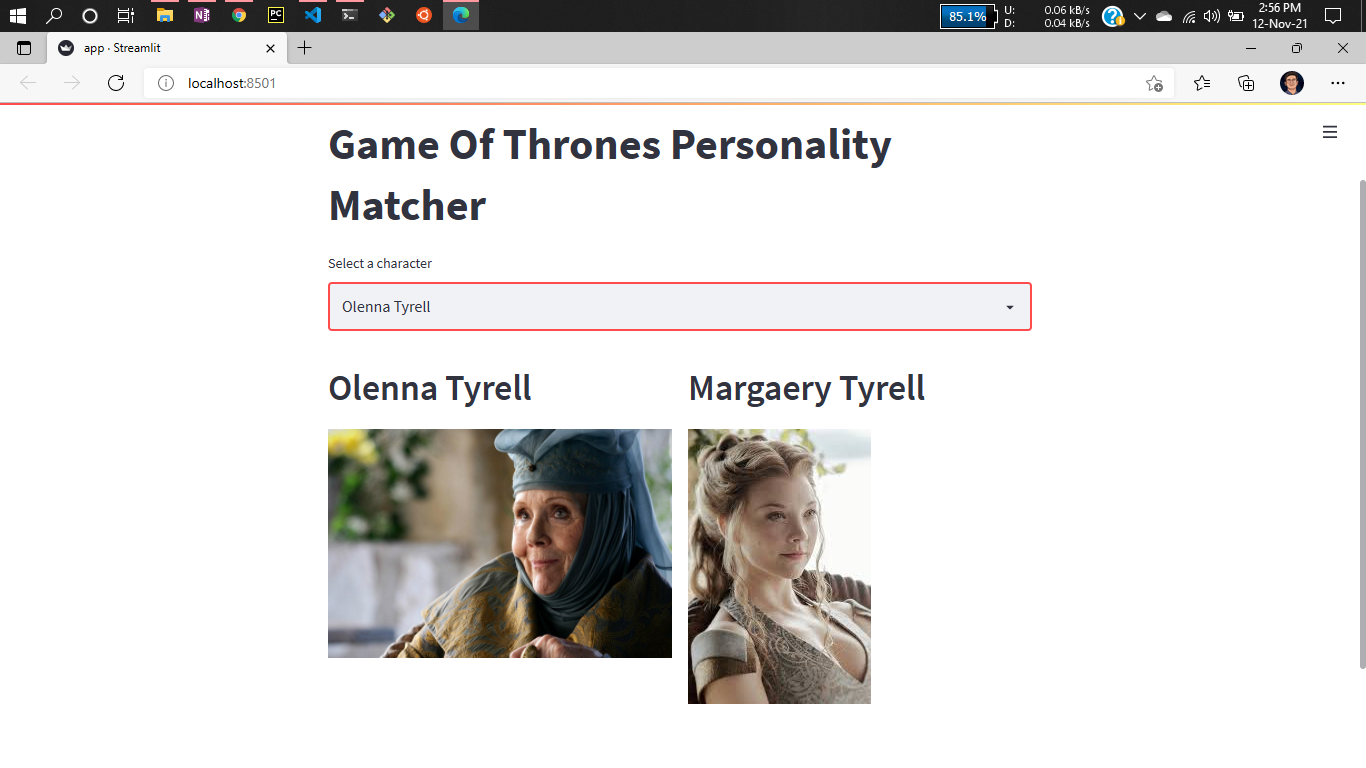 85.1%
U:
0.06 kB/s
D:
0.04 kB/s
2:56 PM
12-Nov-21
app · Streamlit
localhost:8501
Game Of Thrones Personality
Matcher
Select a character
Olenna Tyrell
Olenna Tyrell
Margaery Tyrell